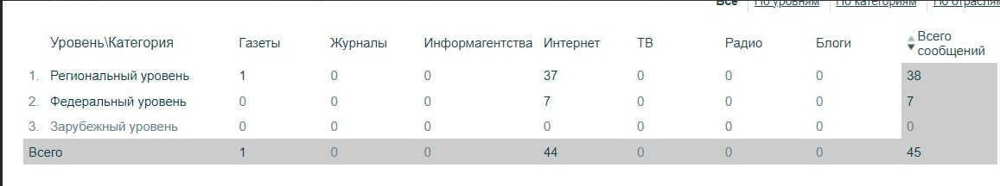 Все По уровням По категориям По отраслям
Уровень\Категория Газеты Журналы Информагентства Интернет ТВ Радио Блоги Всего сообщений
1. Региональный уровень 1 0 0 37 0 0 0 38
2. Федеральный уровень 0 0 0 7 0 0 0 7
3. Зарубежный уровень 0 0 0 0 0 0 0 0
Всего 1 0 0 44 0 0 0 45